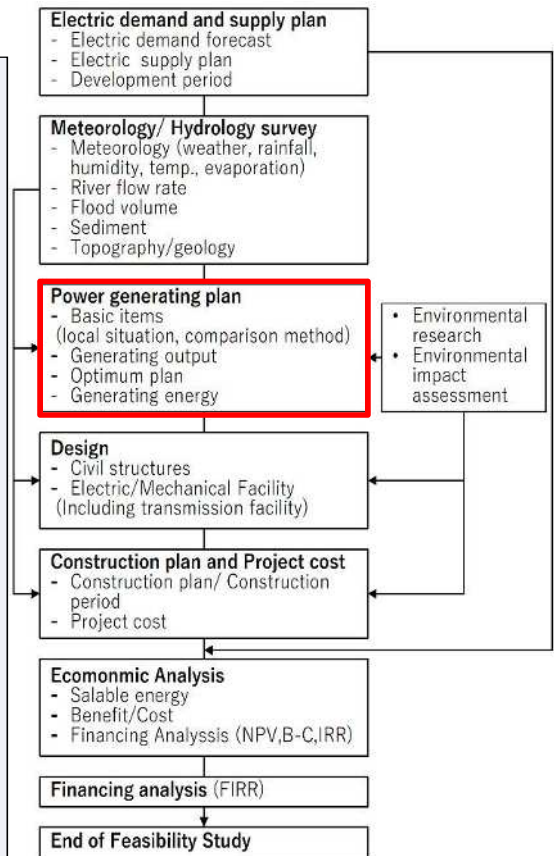 Electric demand and supply plan
- Electric demand forecast
- Electric supply plan
- Development period
Meteorology/ Hydrology survey
- Meteorology (weather, rainfall,
humidity, temp., evaporation)
- River flow rate
- Flood volume
- Sediment
- Topography/geology
Power generating plan
- Basic items
(local situation, comparison method)
- Generating output
- Optimum plan
- Generating energy
• Environmental
research
• Environmental
impact
assessment
Design
- Civil structures
- Electric/Mechanical Facility
(Including transmission facility)
Construction plan and Project cost
- Construction plan/ Construction
period
- Project cost
Ecomonmic Analysis
- Salable energy
- Benefit/Cost
- Financing Analyssis (NPV,B-C,IRR)
Financing analysis (FIRR)
End of Feasibility Study